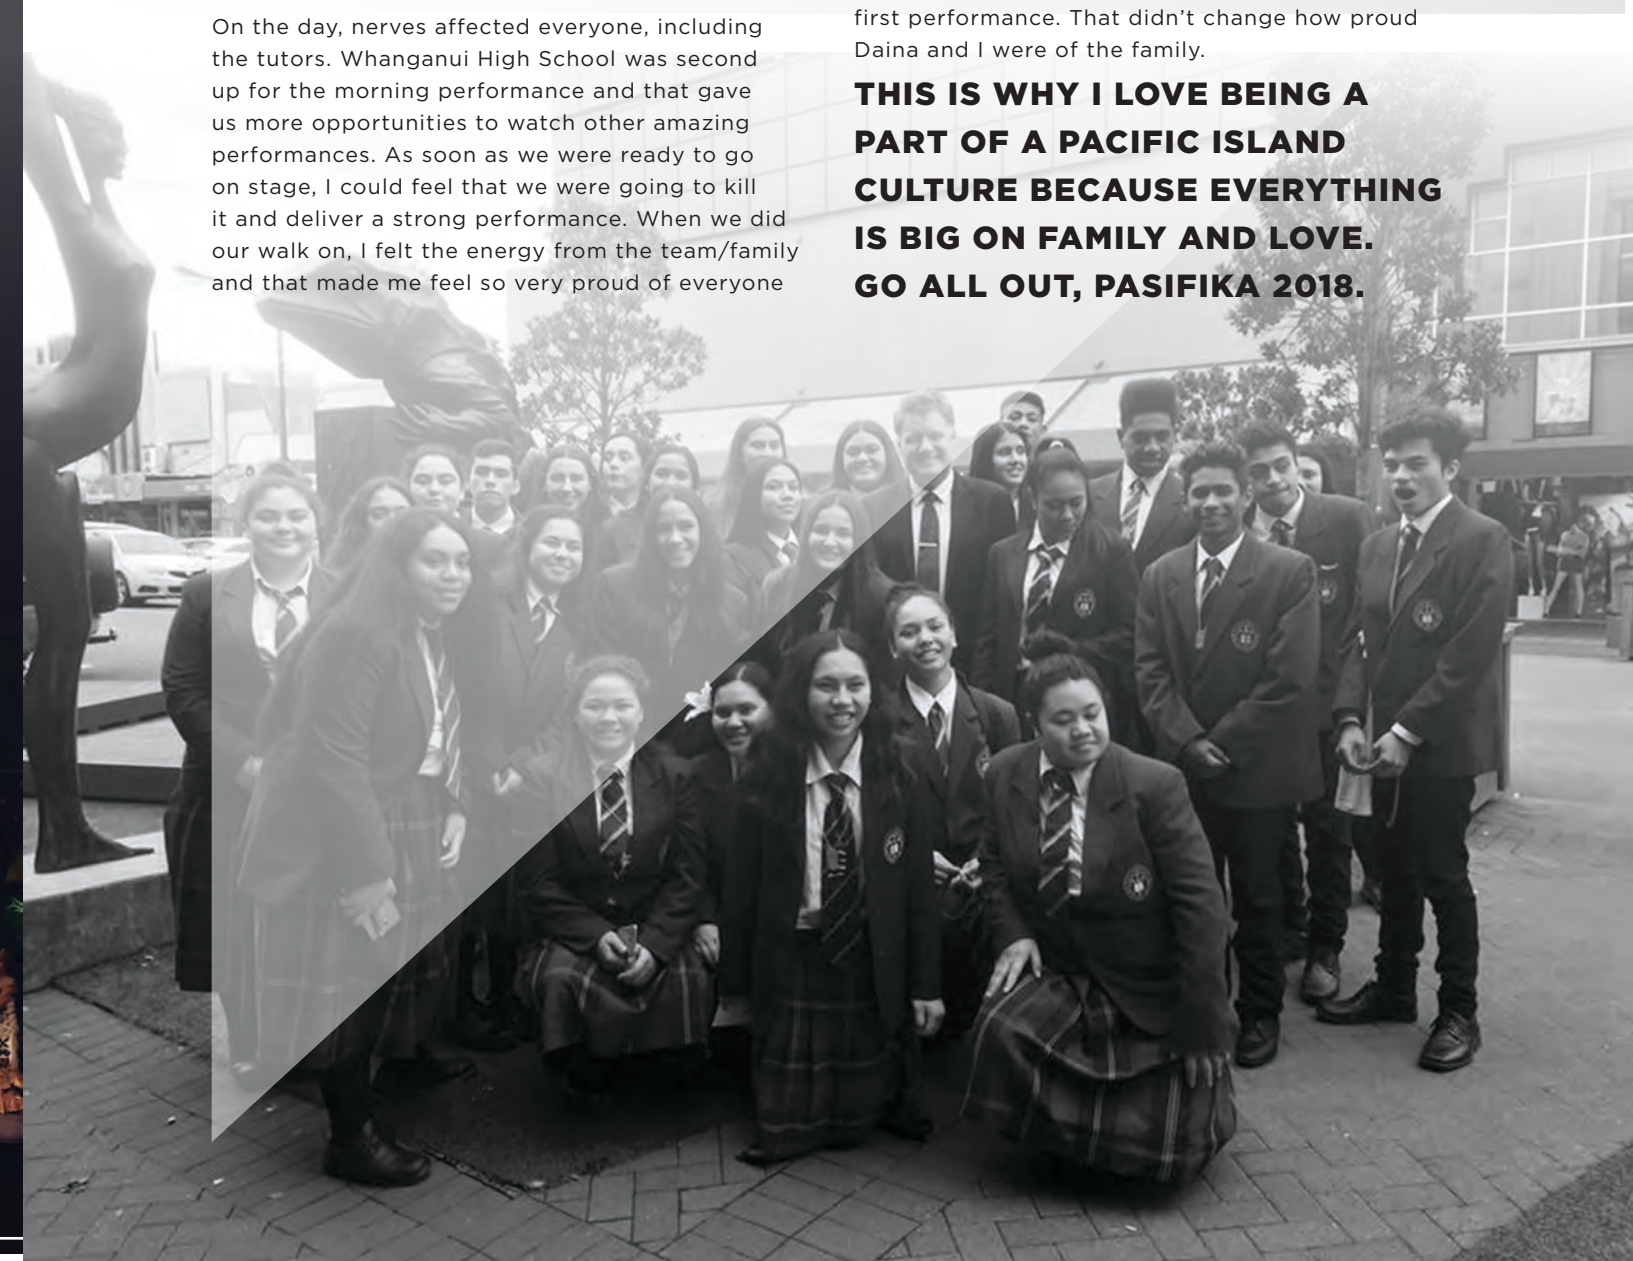 On the day, nerves affected everyone, including
the tutors. Whanganui High School was second
up for the morning performance and that gave
us more opportunities to watch other amazing
performances. As soon as we were ready to go
on stage, I could feel that we were going to kill
it and deliver a strong performance. When we did
our walk on, I felt the energy from the team/family
and that made me feel so very proud of everyone
first performance. That didn’t change how proud
Daina and I were of the family.
THIS IS WHY I LOVE BEING A
PART OF A PACIFIC ISLAND
CULTURE BECAUSE EVERYTHING
IS BIG ON FAMILY AND LOVE.
GO ALL OUT, PASIFIKA 2018.